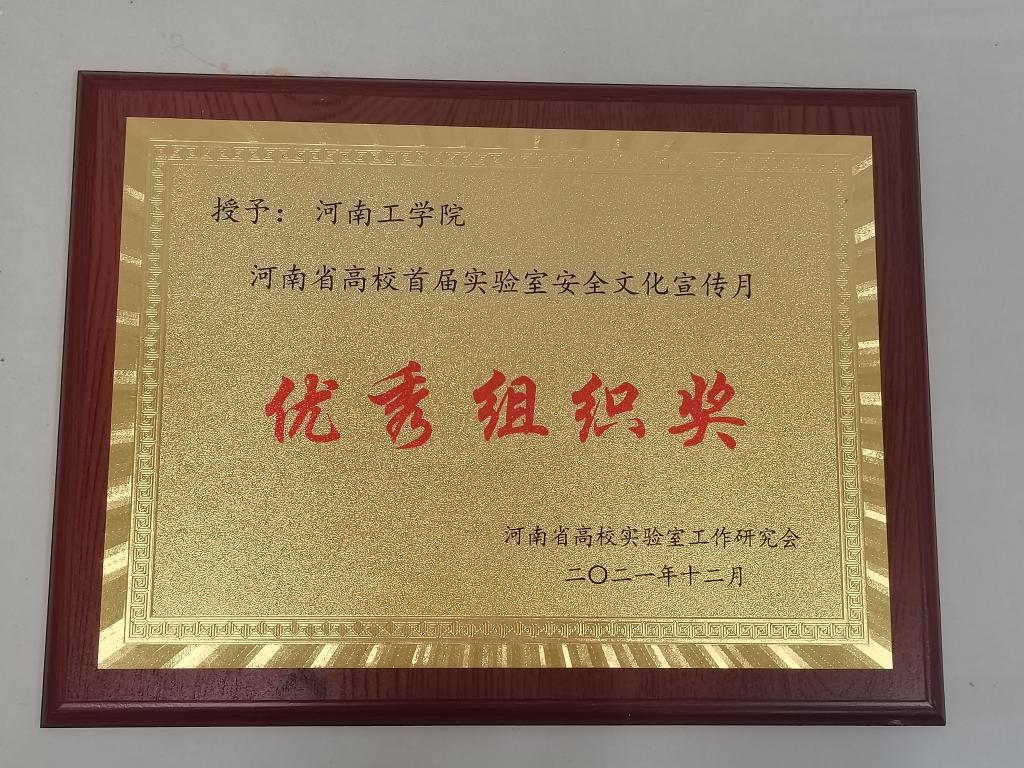 授予： 河南工学院
河南省高校首届实验室安全文化宣传月
优秀组织奖
河南省高校实验室工作研究会
二〇二一年十二月